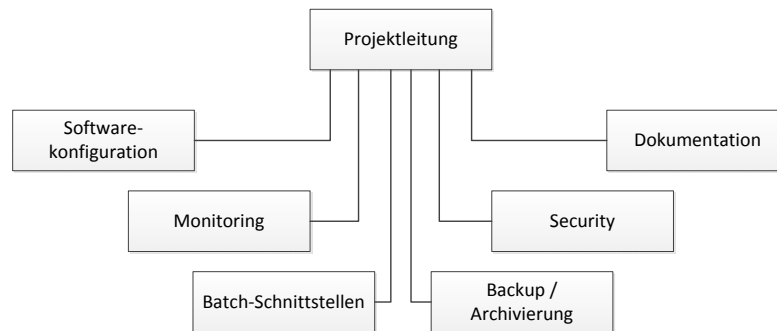 Projektleitung
Software-
konfiguration
Dokumentation
Monitoring
Security
Batch-Schnittstellen
Backup /
Archivierung